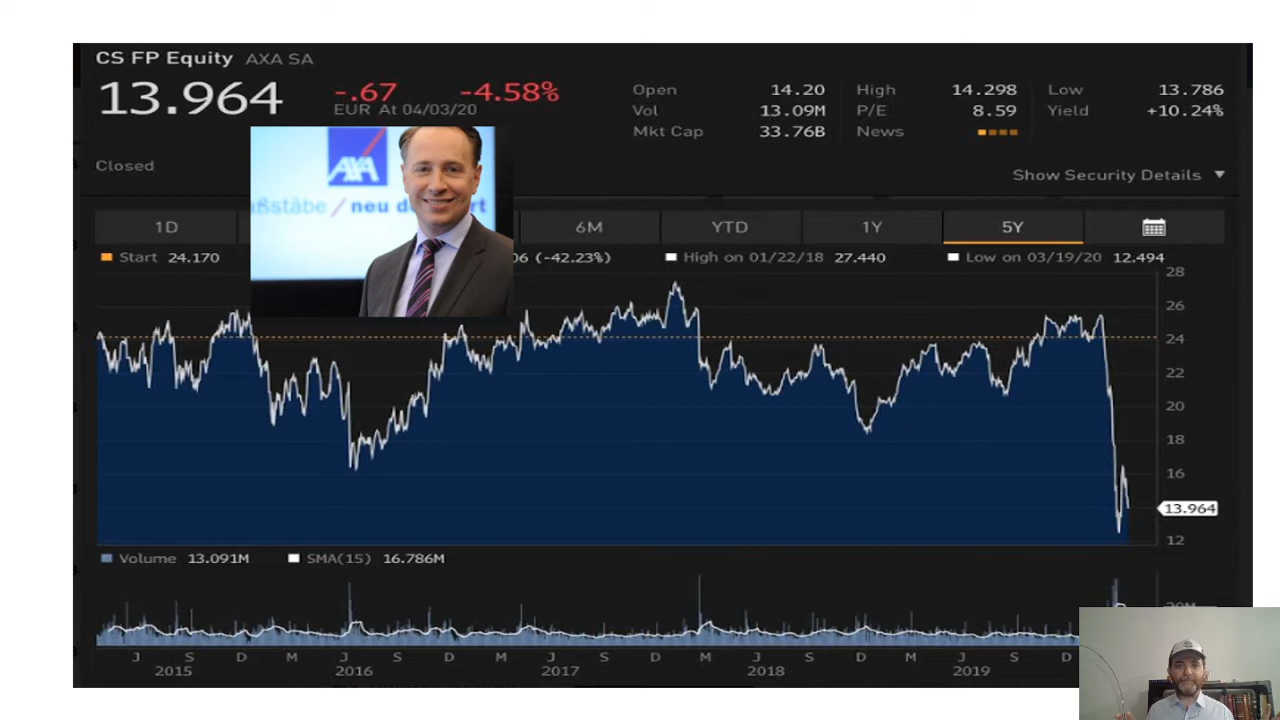 CS FP Equity AXA SA
13.964 -.67 -4.58%
EUR At 04/03/20
Open 14.20 High 14.298 Low 13.786
Vol 13.09M P/E 8.59 Yield +10.24%
Mkt Cap 33.76B News
Closed
Show Security Details
AXA
neu d
1D 6M YTD 1Y 5Y
Start 24.170 06 (-42.23%) High on 01/22/18 27.440 Low on 03/19/20 12.494
28
26
24
22
20
18
16
13.964
12
Volume 13.091M SMA(15) 16.786M
J S D M J S D M J S D M J S D M J S D
2015 2016 2017 2018 2019